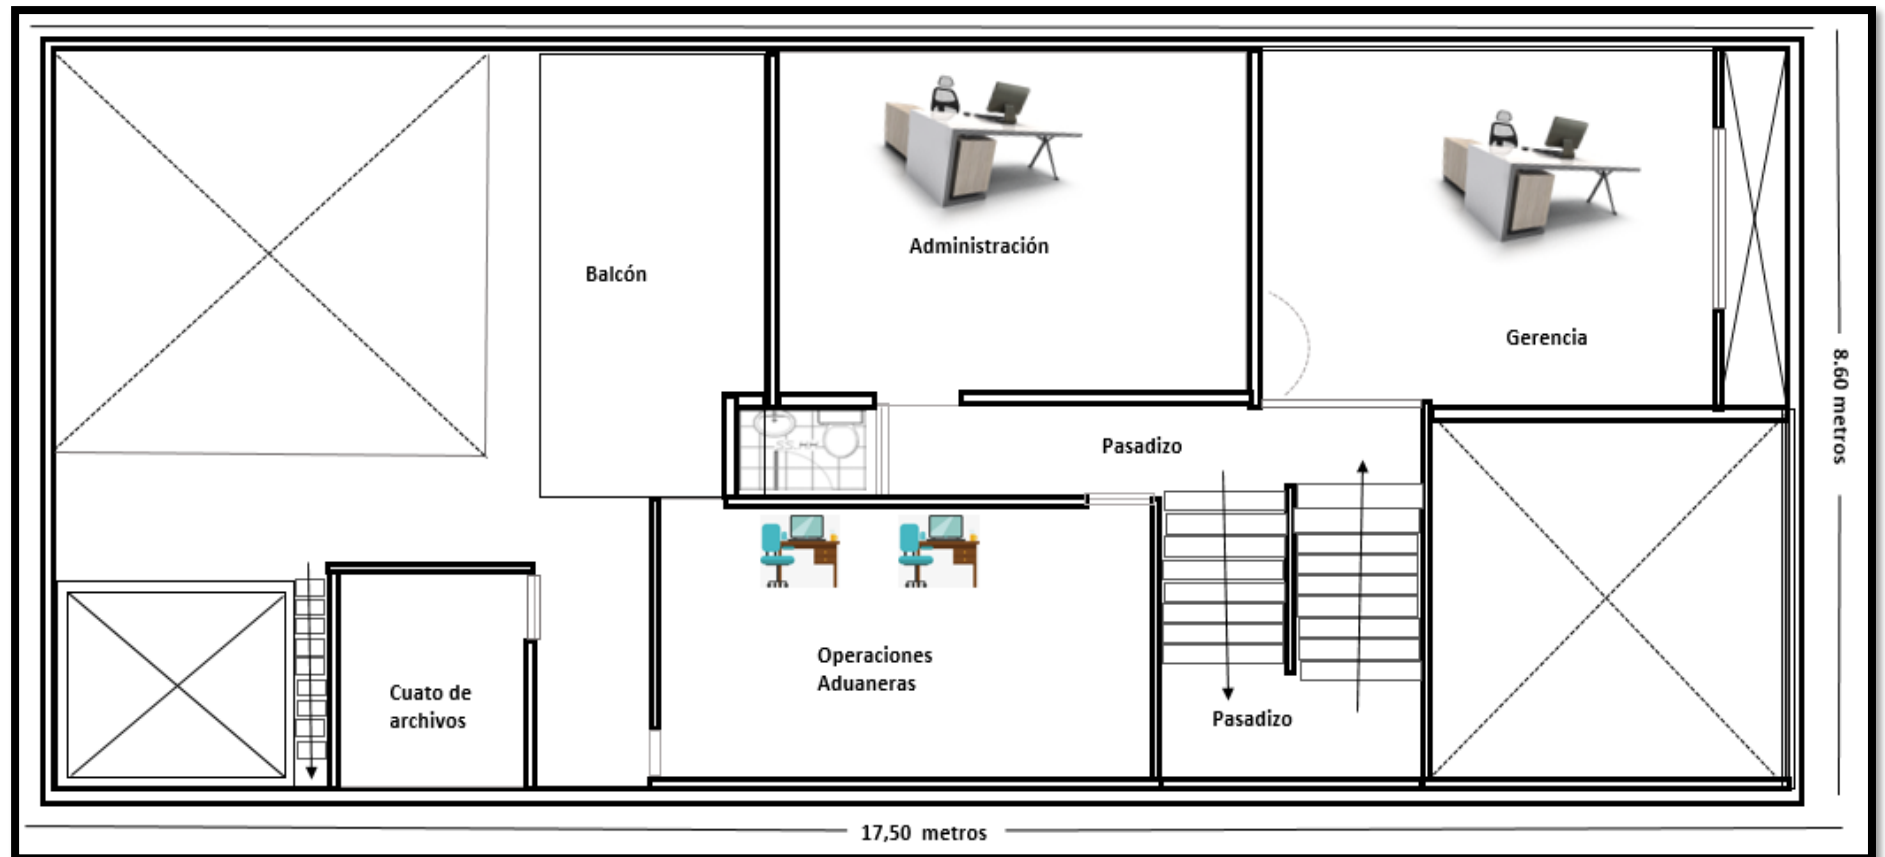 Administración
Balcón
Gerencia
8.60 metros
Pasadizo
Operaciones
Aduaneras
Cuato de
archivos
Pasadizo
17,50 metros